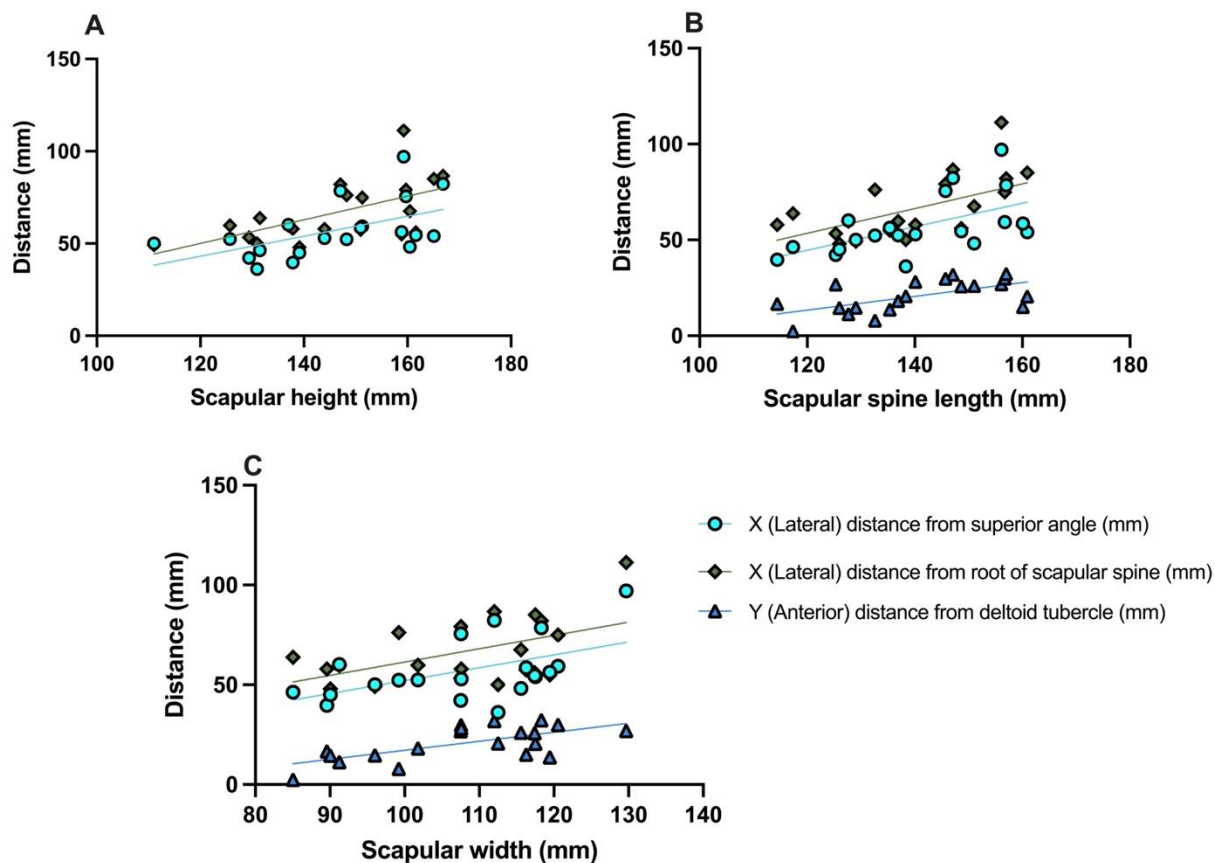 A
150
100
50
0
Distance (mm)
100 120 140 160 180
Scapular height (mm)
B
150
100
50
0
Distance (mm)
100 120 140 160 180
Scapular spine length (mm)
C
150
100
50
0
Distance (mm)
80 90 100 110 120 130 140
Scapular width (mm)
X (Lateral) distance from superior angle (mm)
X (Lateral) distance from root of scapular spine (mm)
Y (Anterior) distance from deltoid tubercle (mm)